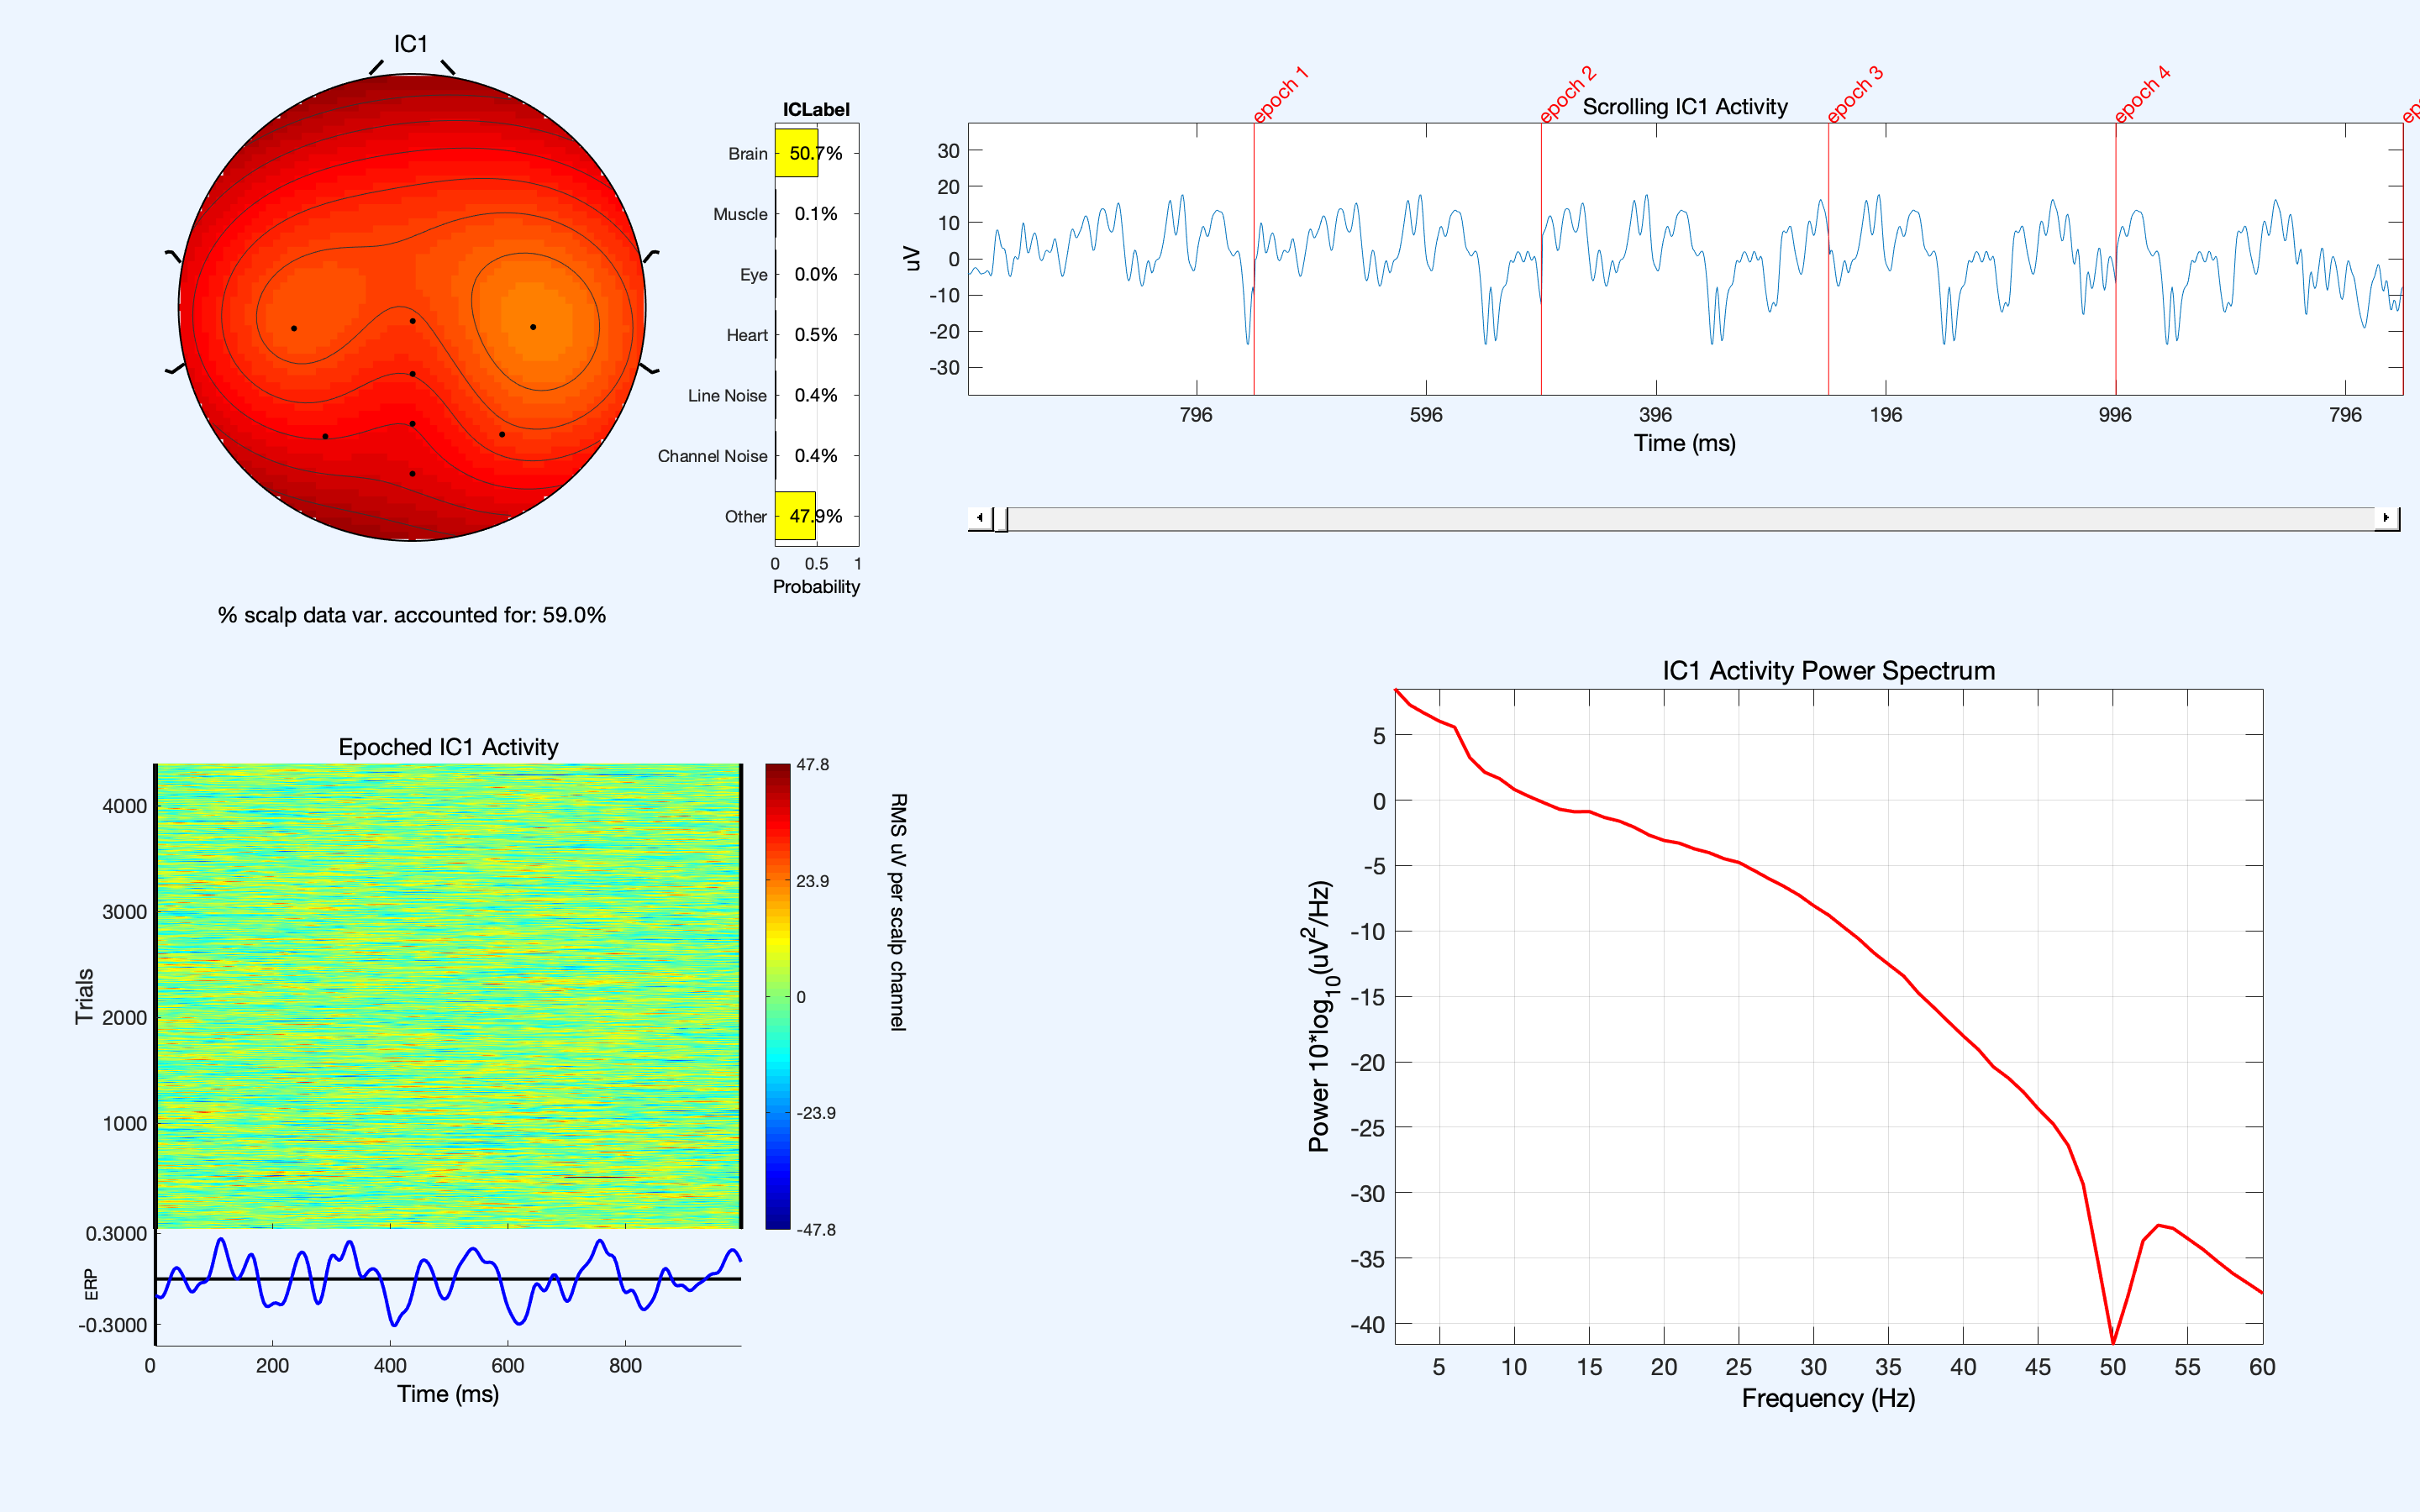 IC1
ICLabel
Brain 50.7%
Muscle 0.1%
Eye 0.0%
Heart 0.5%
Line Noise 0.4%
Channel Noise 0.4%
Other 47.9%
0 0.5 1
Probability
% scalp data var. accounted for: 59.0%
epoch 1
epoch 2
epoch 3
epoch 4
ep
Scrolling IC1 Activity
uV
30
20
10
0
-10
-20
-30
796 596 396 196 996 796
Time (ms)
Epoched IC1 Activity
Trials
4000
3000
2000
1000
47.8
23.9
0
-23.9
-47.8
RMS uV per scalp channel
ERP
0.3000
-0.3000
0 200 400 600 800
Time (ms)
IC1 Activity Power Spectrum
Power 10*log10(uV2/Hz)
5
0
-5
-10
-15
-20
-25
-30
-35
-40
5 10 15 20 25 30 35 40 45 50 55 60
Frequency (Hz)